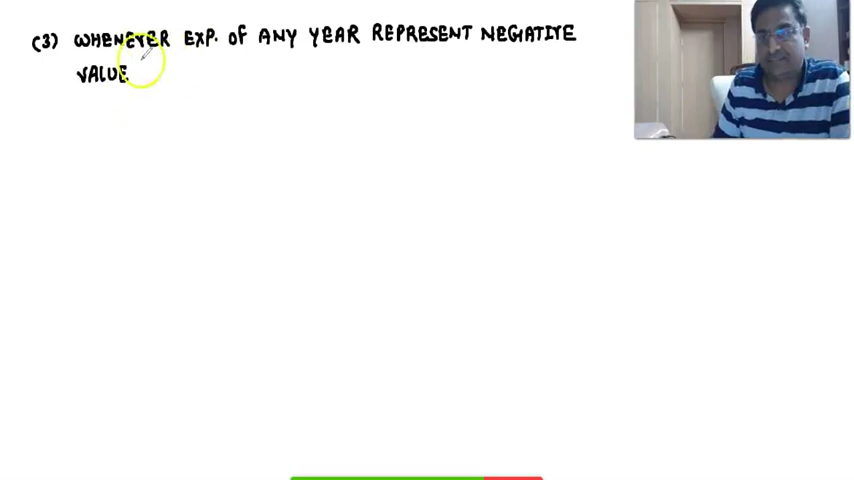 (3) WHENEVER EXP. OF ANY YEAR REPRESENT NEGATIVE
VALUE